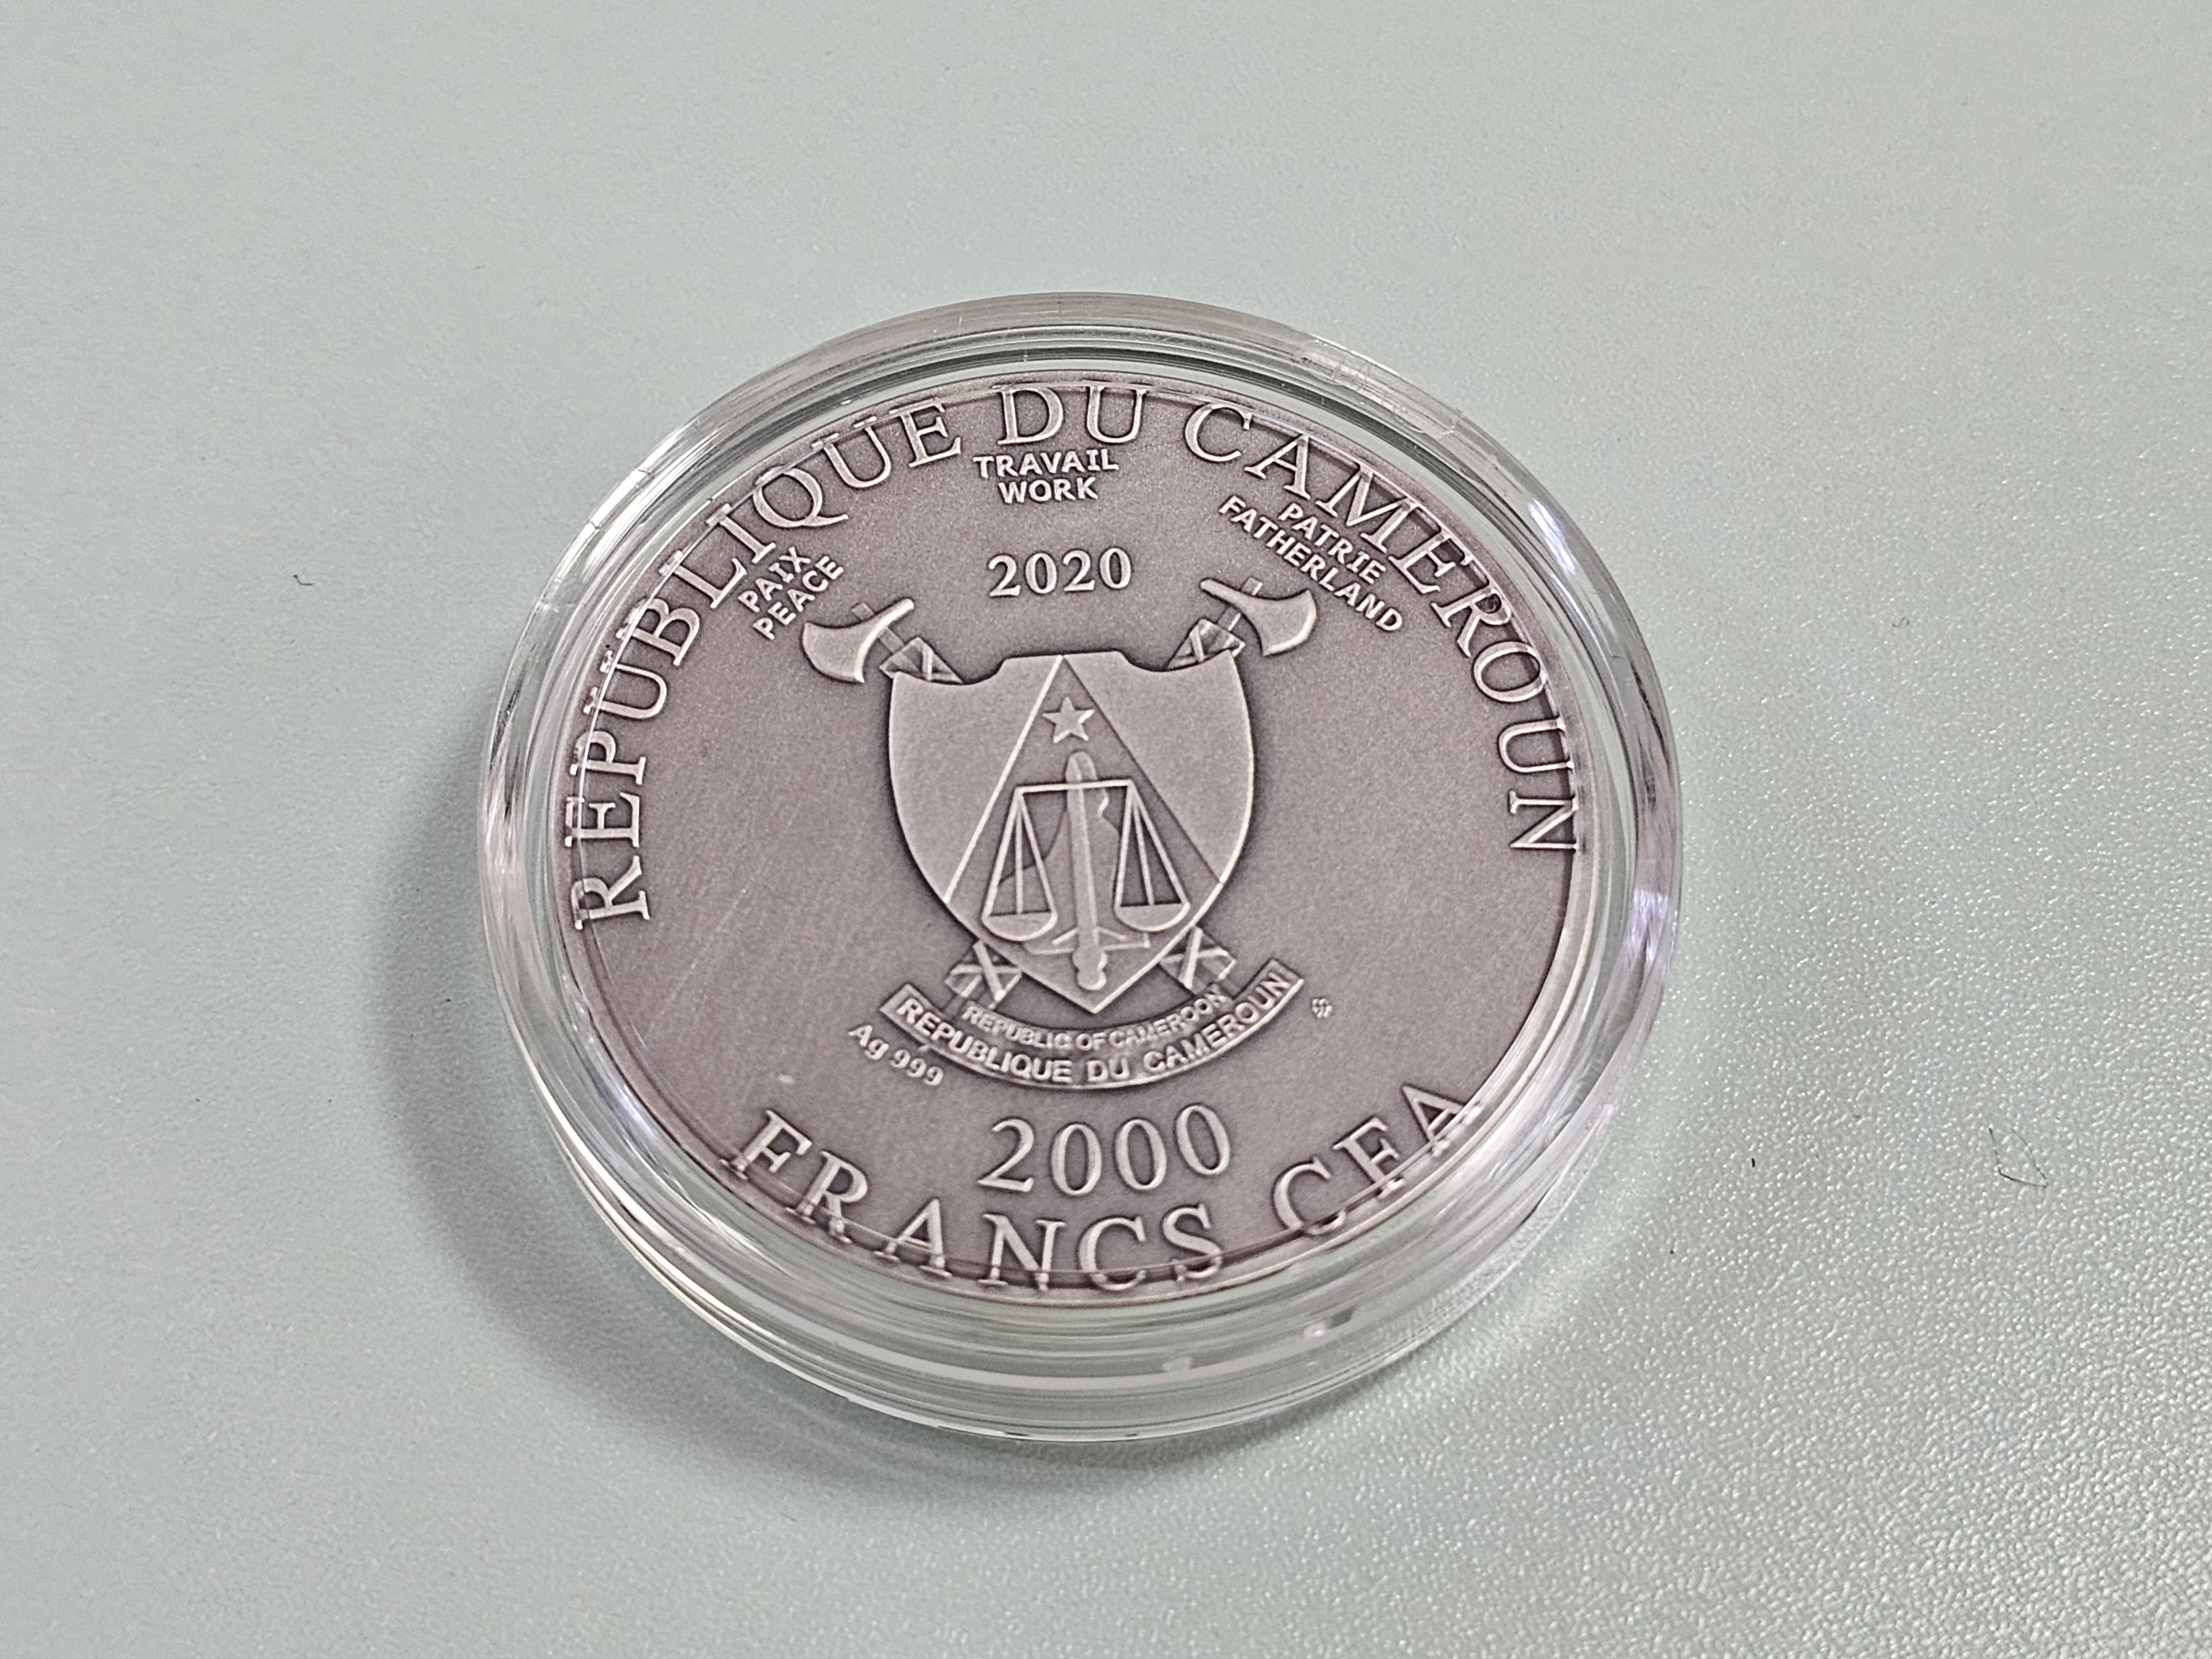 REPUBLIQUE DU CAMEROUN
TRAVAIL
WORK
PAIX
PEACE
PATRIE
FATHERLAND
2020
REPUBLIC OF CAMEROON
REPUBLIQUE DU CAMEROUN
Ag 999
2000
FRANCS CFA